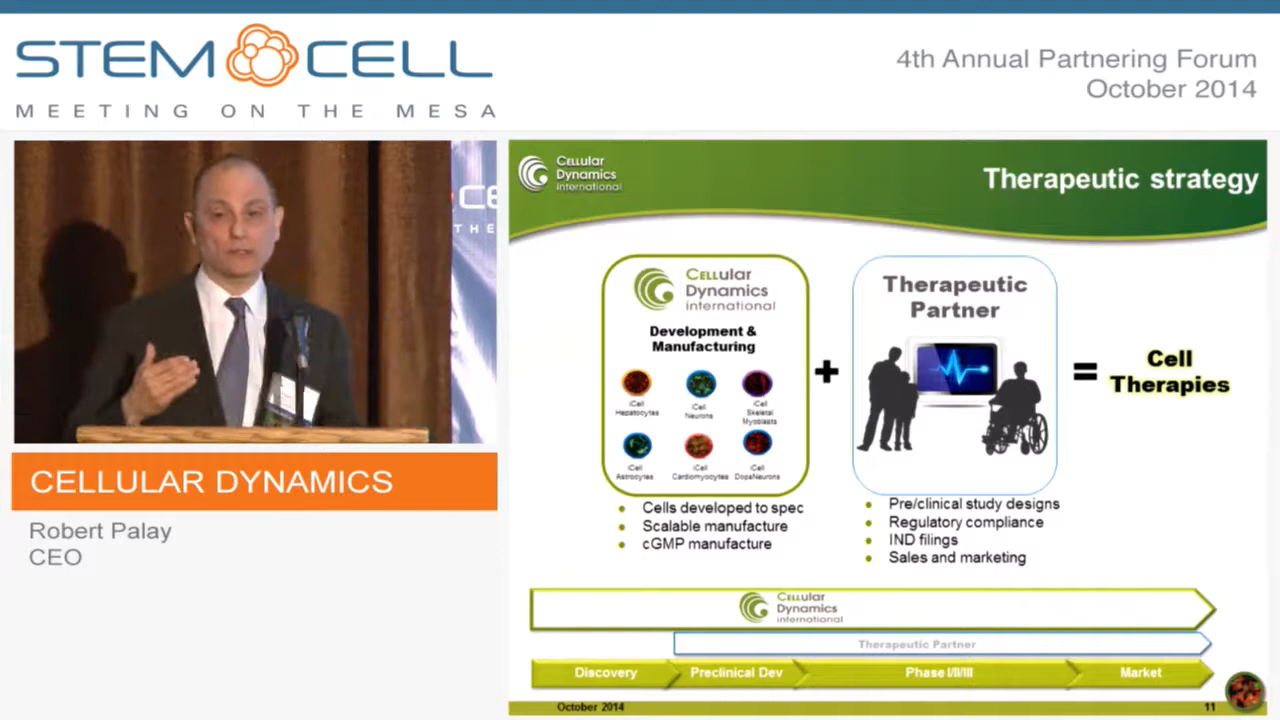 STEM CELL
MEETING ON THE MESA
4th Annual Partnering Forum
October 2014
CE
THE
CELLULAR DYNAMICS
Robert Palay
CEO
Cellular
Dynamics
international
Therapeutic strategy
CELLular
Dynamics
international
Development &
Manufacturing
iCell
Hepatocytes
iCell
Neurons
iCell
Skeletal
Myoblasts
iCell
Astrocytes
iCell
Cardiomyocytes
iCell
DopaNeurons
Cells developed to spec
Scalable manufacture
cGMP manufacture
+
Therapeutic
Partner
Pre/clinical study designs
Regulatory compliance
IND filings
Sales and marketing
=
Cell
Therapies
CELLular
Dynamics
international
Therapeutic Partner
Discovery
Preclinical Dev
Phase I/II/III
Market
October 2014
11